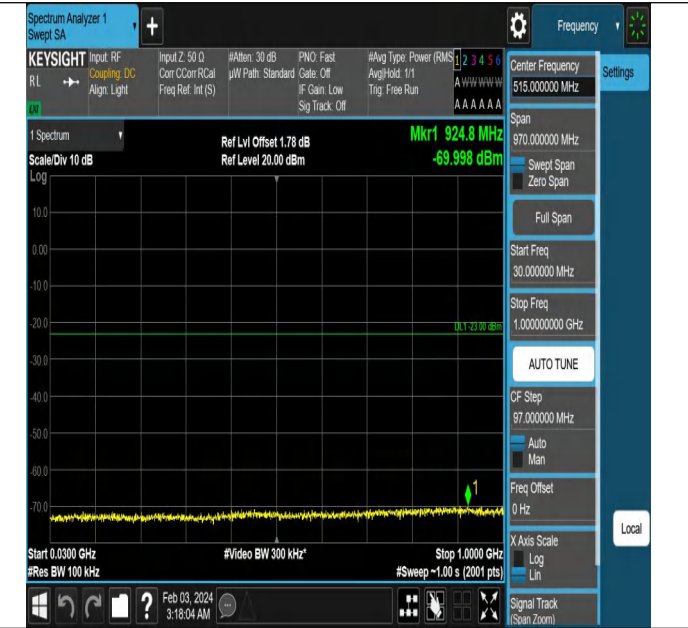 Spectrum Analyzer 1
Swept SA
Frequency
KEYSIGHT
RL
LXI
Input: RF
Coupling: DC
Align: Light
Input Z: 50 Ω
Corr CCorr RCal
Freq Ref: Int (S)
#Atten: 30 dB
µW Path: Standard
PNO: Fast
Gate: Off
IF Gain: Low
Sig Track: Off
#Avg Type: Power (RMS
Avg|Hold: 1/1
Trig: Free Run
1 2 3 4 5 6
A W W W W W
A A A A A A
1 Spectrum
Scale/Div 10 dB
Log
Ref Lvl Offset 1.78 dB
Ref Level 20.00 dBm
Mkr1 924.8 MHz
-69.998 dBm
10.0
0.00
-10.0
-20.0
DL1 -23.00 dBm
-30.0
-40.0
-50.0
-60.0
1
-70.0
Start 0.0300 GHz
#Res BW 100 kHz
#Video BW 300 kHz*
Stop 1.0000 GHz
#Sweep ~1.00 s (2001 pts)
Feb 03, 2024
3:18:04 AM
Center Frequency
515.000000 MHz
Span
970.000000 MHz
Swept Span
Zero Span
Full Span
Start Freq
30.000000 MHz
Stop Freq
1.000000000 GHz
AUTO TUNE
CF Step
97.000000 MHz
Auto
Man
Freq Offset
0 Hz
X Axis Scale
Log
Lin
Signal Track
(Span Zoom)
Settings
Local